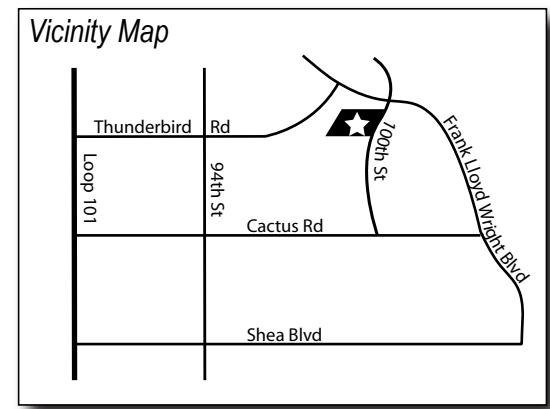 Vicinity Map
Thunderbird Rd
Loop 101
94th St
100th St
Frank Lloyd Wright Blvd
Cactus Rd
Shea Blvd